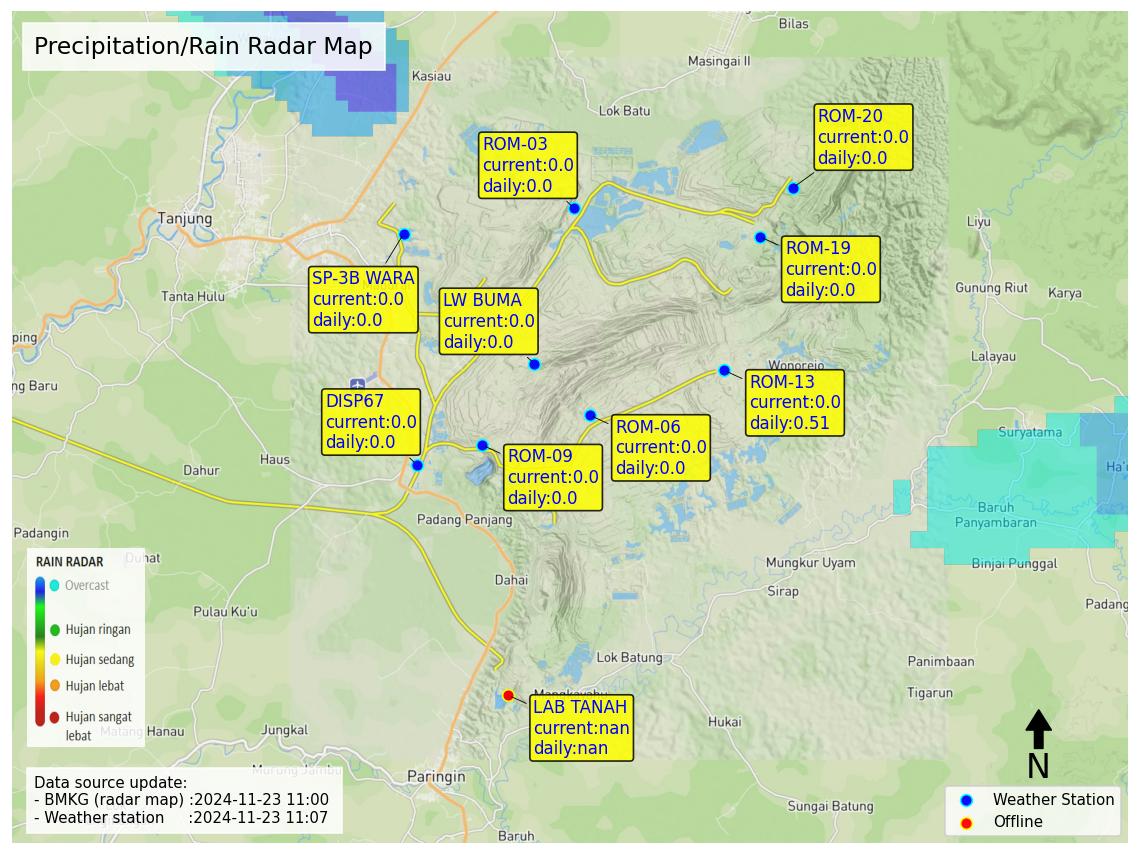 Precipitation/Rain Radar Map
Bilas
Masingai II
Kasiau
Lok Batu
ROM-20
current:0.0
daily:0.0
ROM-03
current:0.0
daily:0.0
Tanjung
Liyu
ROM-19
current:0.0
daily:0.0
SP-3B WARA
current:0.0
daily:0.0
Tanta Hulu
LW BUMA
current:0.0
daily:0.0
Gunung Riut
Karya
ping
Lalayau
Wonorejo
ng Baru
ROM-13
current:0.0
daily:0.51
DISP67
current:0.0
daily:0.0
ROM-06
current:0.0
daily:0.0
Suryatama
Haus
Dahur
ROM-09
current:0.0
daily:0.0
Ha'u
Baruh
Panyambaran
Padang Panjang
Padangin
Duhat
Mungkur Uyam
Binjai Punggal
RAIN RADAR
Overcast
Hujan ringan
Hujan sedang
Hujan lebat
Hujan sangat
lebat
Dahai
Sirap
Padang
Pulau Ku'u
Lok Batung
Panimbaan
Tigarun
LAB TANAH
current:nan
daily:nan
Hukai
Matang Hanau
Jungkal
Paringin
Sungai Batung
Baruh
Data source update:
- BMKG (radar map) :2024-11-23 11:00
- Weather station :2024-11-23 11:07
N
Weather Station
Offline